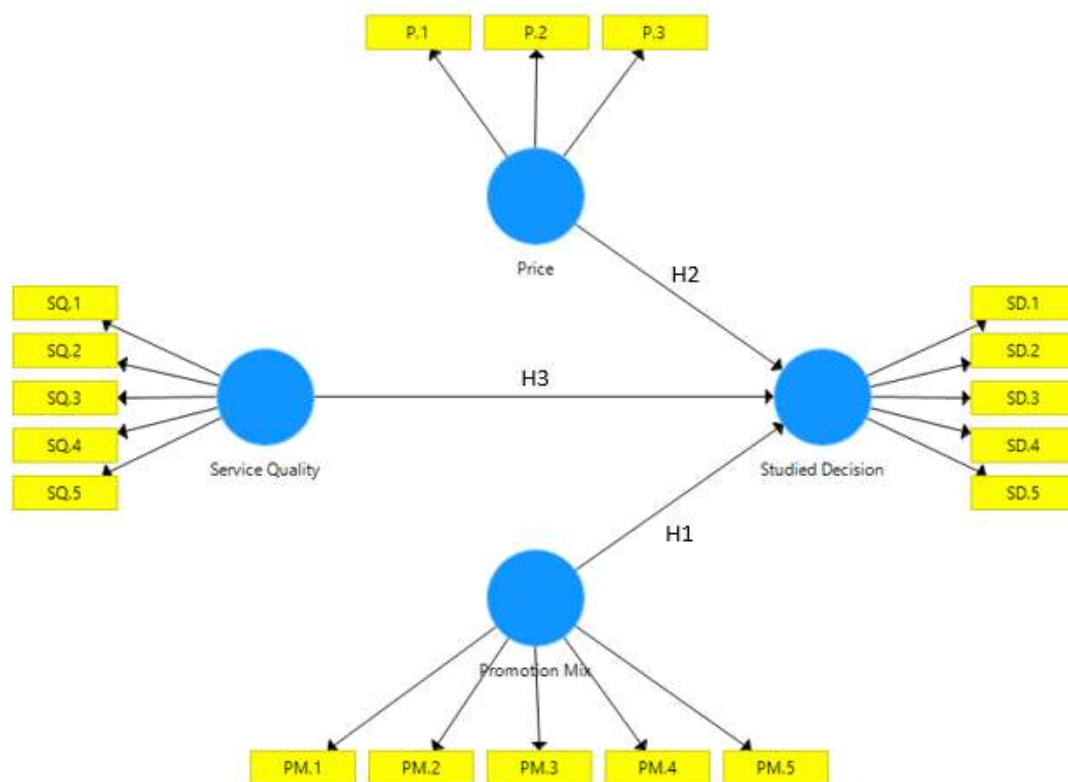 P.1
P.2
P.3
Price
H2
SQ.1
SQ.2
SQ.3
SQ.4
SQ.5
Service Quality
H3
SD.1
SD.2
SD.3
SD.4
SD.5
Studied Decision
H1
Promotion Mix
PM.1
PM.2
PM.3
PM.4
PM.5